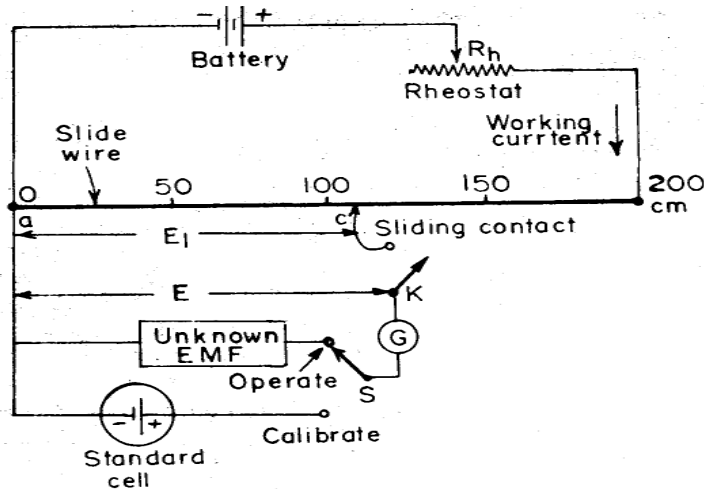 - +
Battery
Rh
Rheostat
Slide
wire
Working
currtent
0 50 100 150 200
cm
a
c'
E1
Sliding contact
E
K
G
Unknown
EMF
Operate
S
- +
Calibrate
Standard
cell